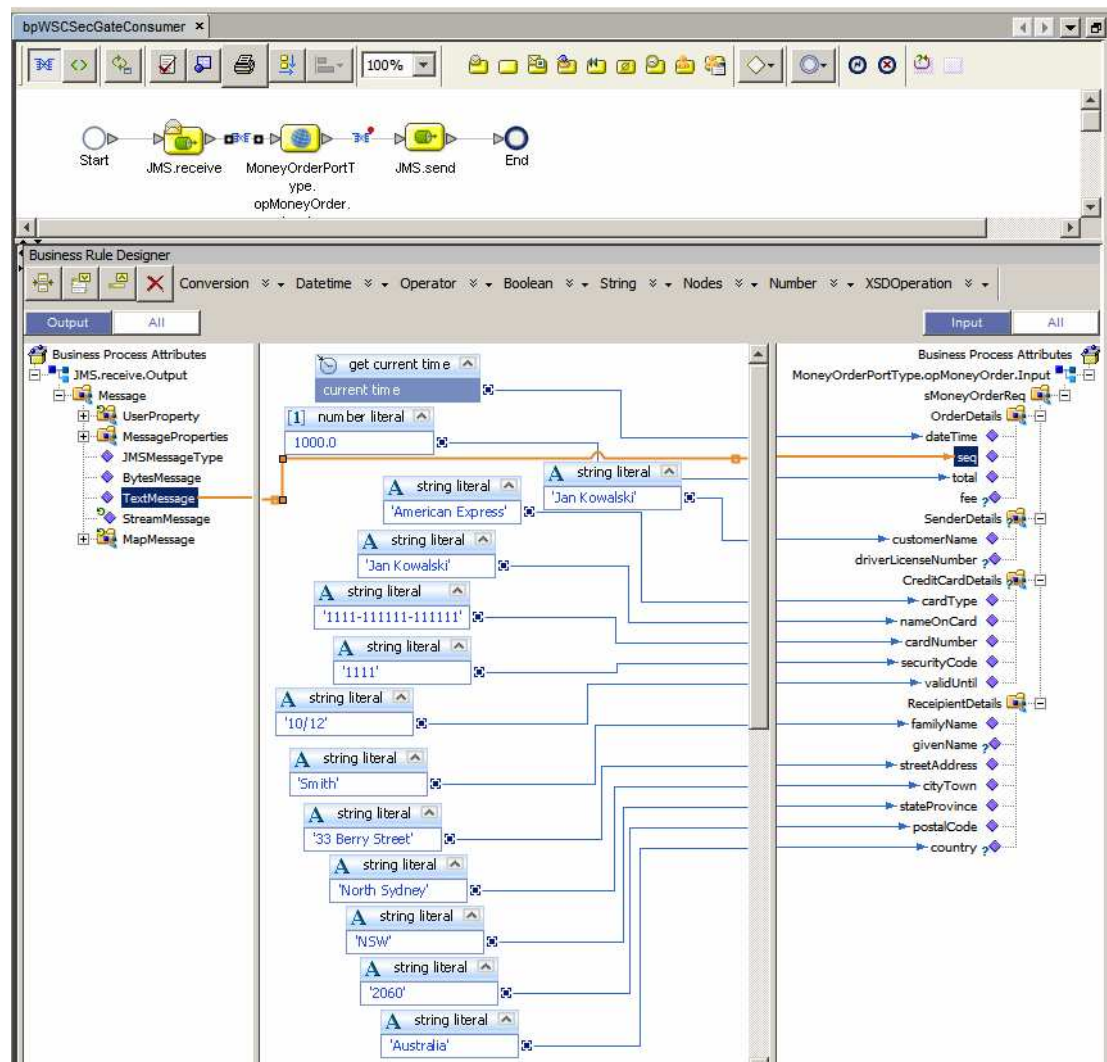 bpWSCSecGateConsumer
100%
Start
JMS.receive
MoneyOrderPortT
ype.
opMoneyOrder.
JMS.send
End
Business Rule Designer
Conversion Datetime Operator Boolean String Nodes Number XSDOperation
Output All
Input All
Business Process Attributes
JMS.receive.Output
Message
UserProperty
MessageProperties
JMSMessageType
BytesMessage
TextMessage
StreamMessage
MapMessage
get current time
current time
[1] number literal
1000.0
A string literal
'Jan Kowalski'
A string literal
'American Express'
A string literal
'Jan Kowalski'
A string literal
'1111-111111-111111'
A string literal
'1111'
A string literal
'10/12'
A string literal
'Smith'
A string literal
'33 Berry Street'
A string literal
'North Sydney'
A string literal
'NSW'
A string literal
'2060'
A string literal
'Australia'
Business Process Attributes
MoneyOrderPortType.opMoneyOrder.Input
sMoneyOrderReq
OrderDetails
dateTime
seq
total
fee
SenderDetails
customerName
driverLicenseNumber
CreditCardDetails
cardType
nameOnCard
cardNumber
securityCode
validUntil
ReceipientDetails
familyName
givenName
streetAddress
cityTown
stateProvince
postalCode
country